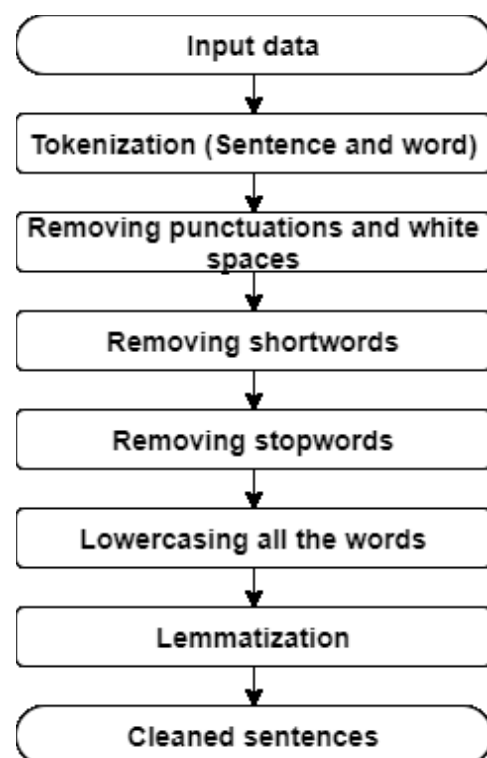 Input data
Tokenization (Sentence and word)
Removing punctuations and white
spaces
Removing shortwords
Removing stopwords
Lowercasing all the words
Lemmatization
Cleaned sentences